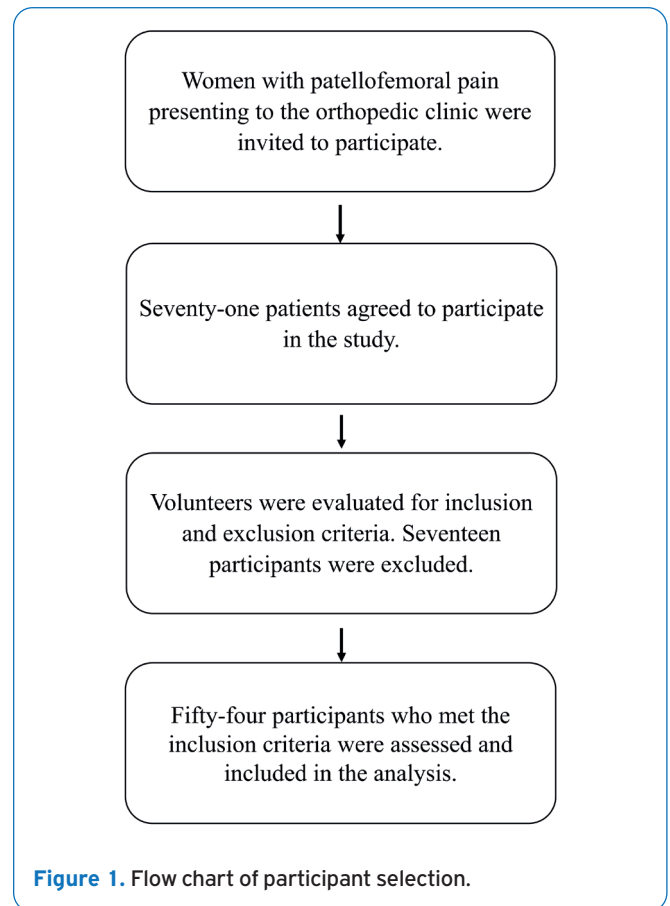 Women with patellofemoral pain
presenting to the orthopedic clinic were
invited to participate.
Seventy-one patients agreed to participate
in the study.
Volunteers were evaluated for inclusion
and exclusion criteria. Seventeen
participants were excluded.
Fifty-four participants who met the
inclusion criteria were assessed and
included in the analysis.
Figure 1. Flow chart of participant selection.